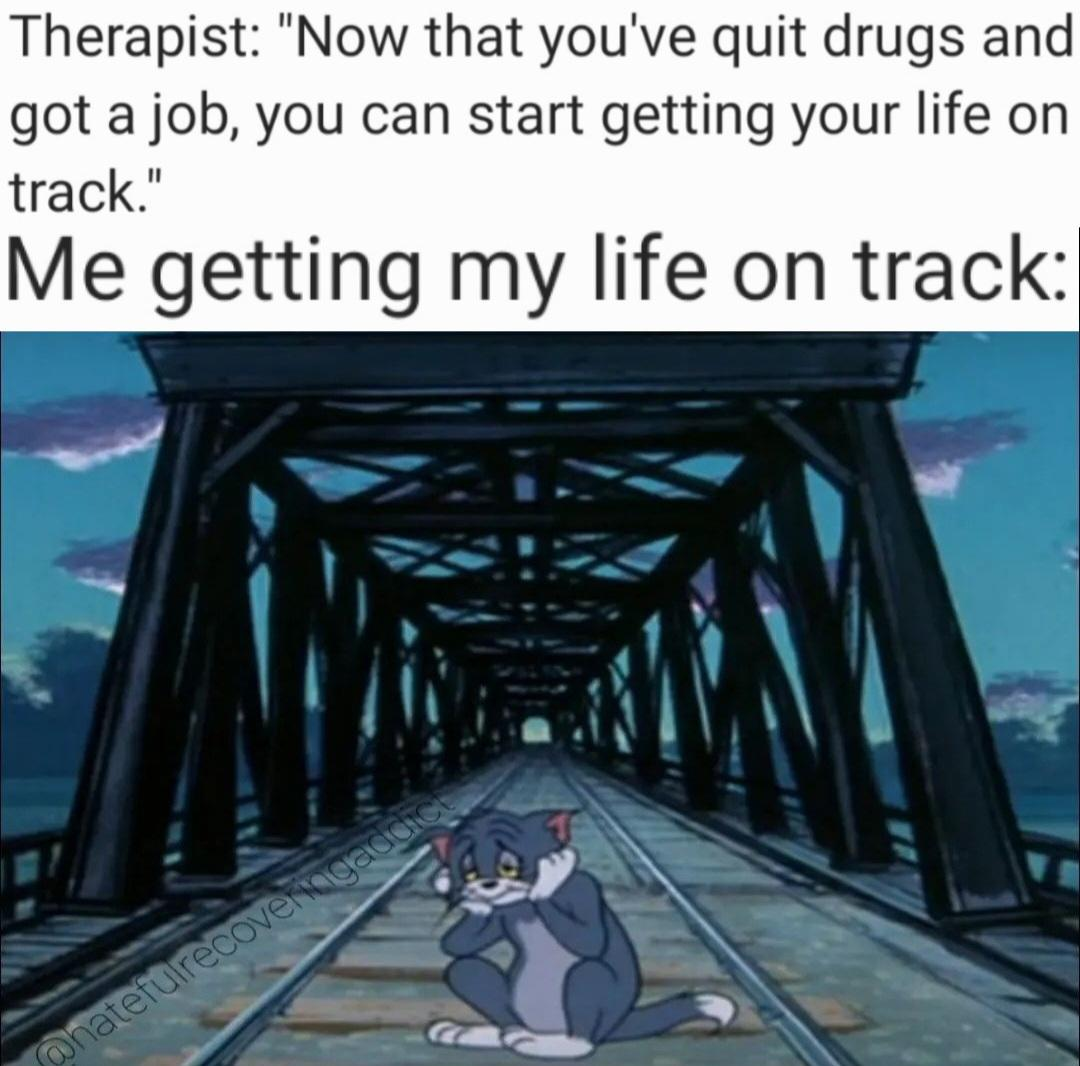 Therapist: "Now that you've quit drugs and
got a job, you can start getting your life on
track."
Me getting my life on track:
@hatefulrecoveringaddict